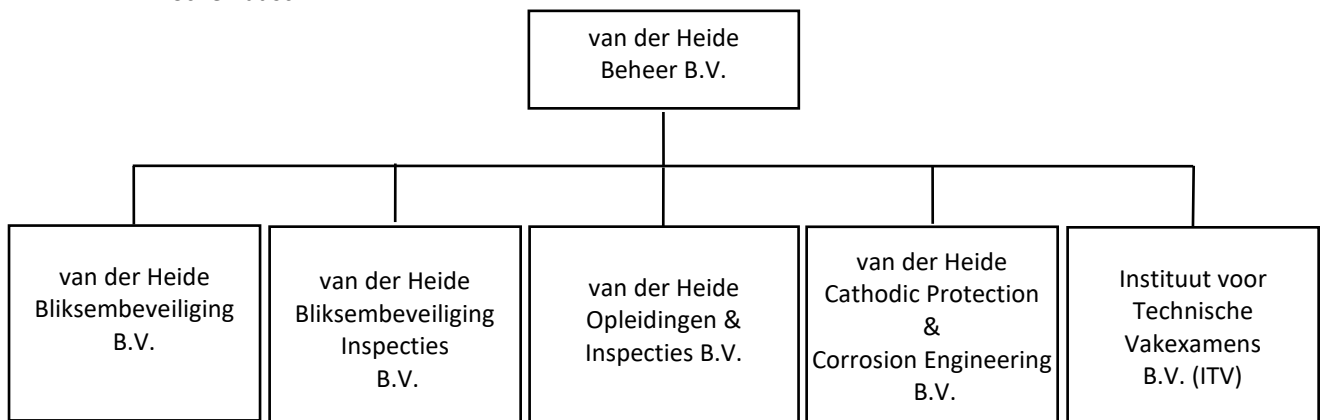 van der Heide
Beheer B.V.
van der Heide
Bliksembeveiliging
B.V.
van der Heide
Bliksembeveiliging
Inspecties
B.V.
van der Heide
Opleidingen &
Inspecties B.V.
van der Heide
Cathodic Protection
&
Corrosion Engineering
B.V.
Instituut voor
Technische
Vakexamens
B.V. (ITV)